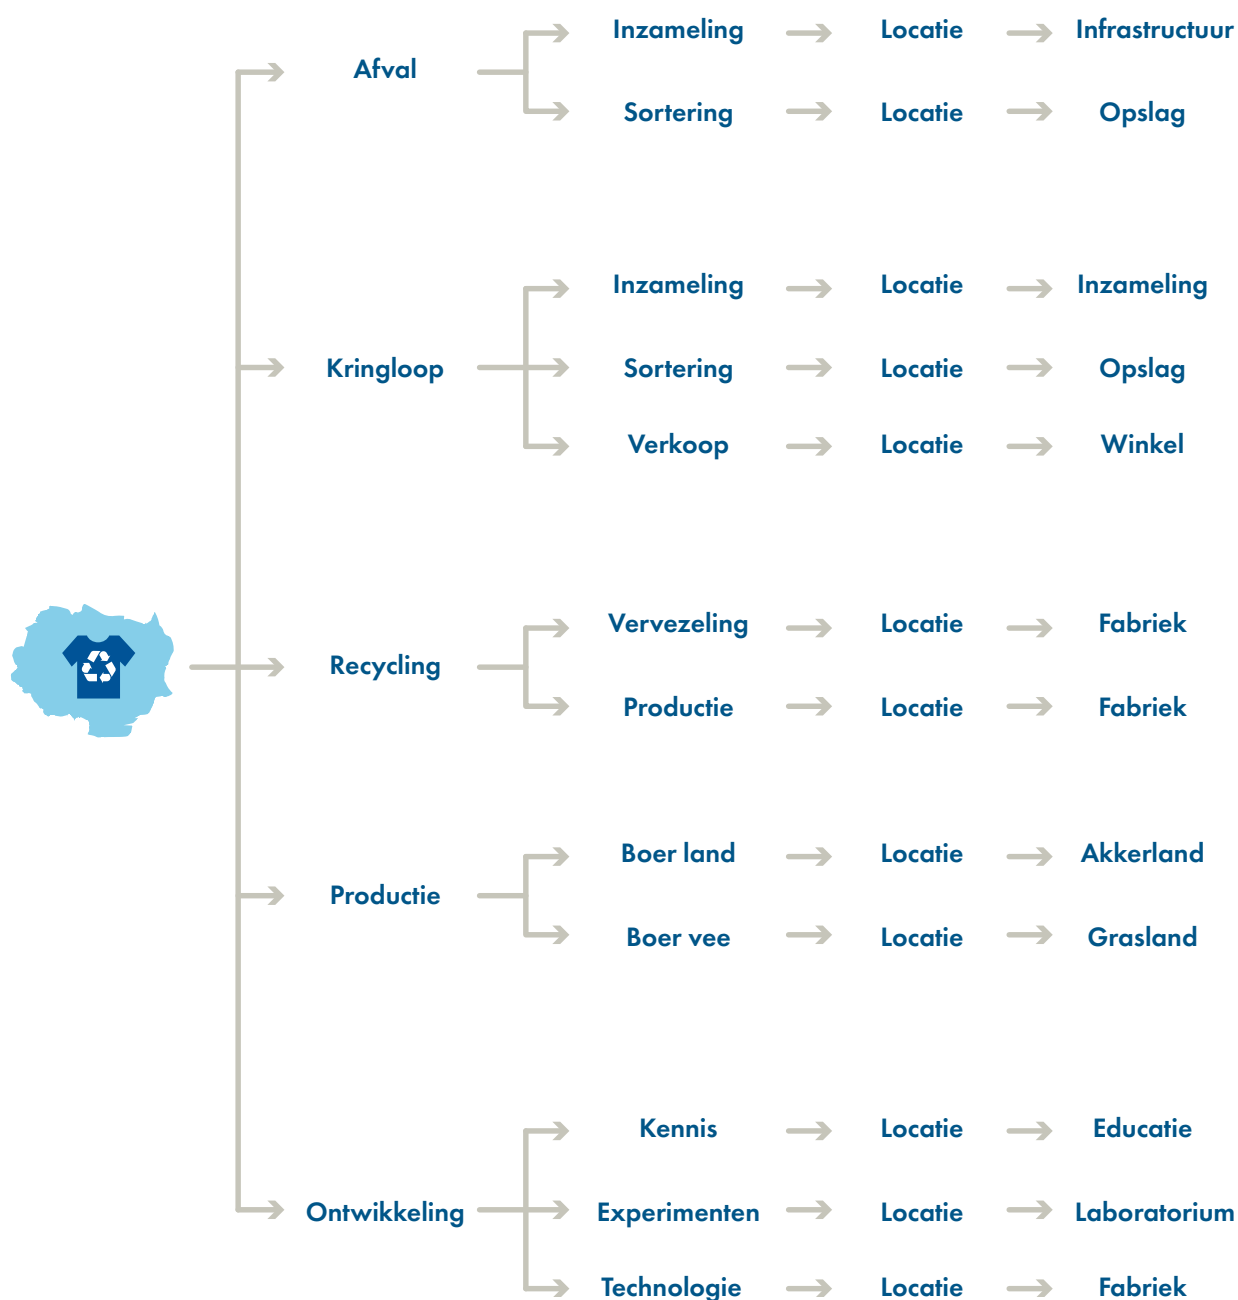 Inzameling Locatie Infrastructuur
Afval
Sortering Locatie Opslag
Inzameling Locatie Inzameling
Kringloop Sortering Locatie Opslag
Verkoop Locatie Winkel
Vervezeling Locatie Fabriek
Recycling
Productie Locatie Fabriek
Boer land Locatie Akkerland
Productie
Boer vee Locatie Grasland
Kennis Locatie Educatie
Ontwikkeling Experimenten Locatie Laboratorium
Technologie Locatie Fabriek